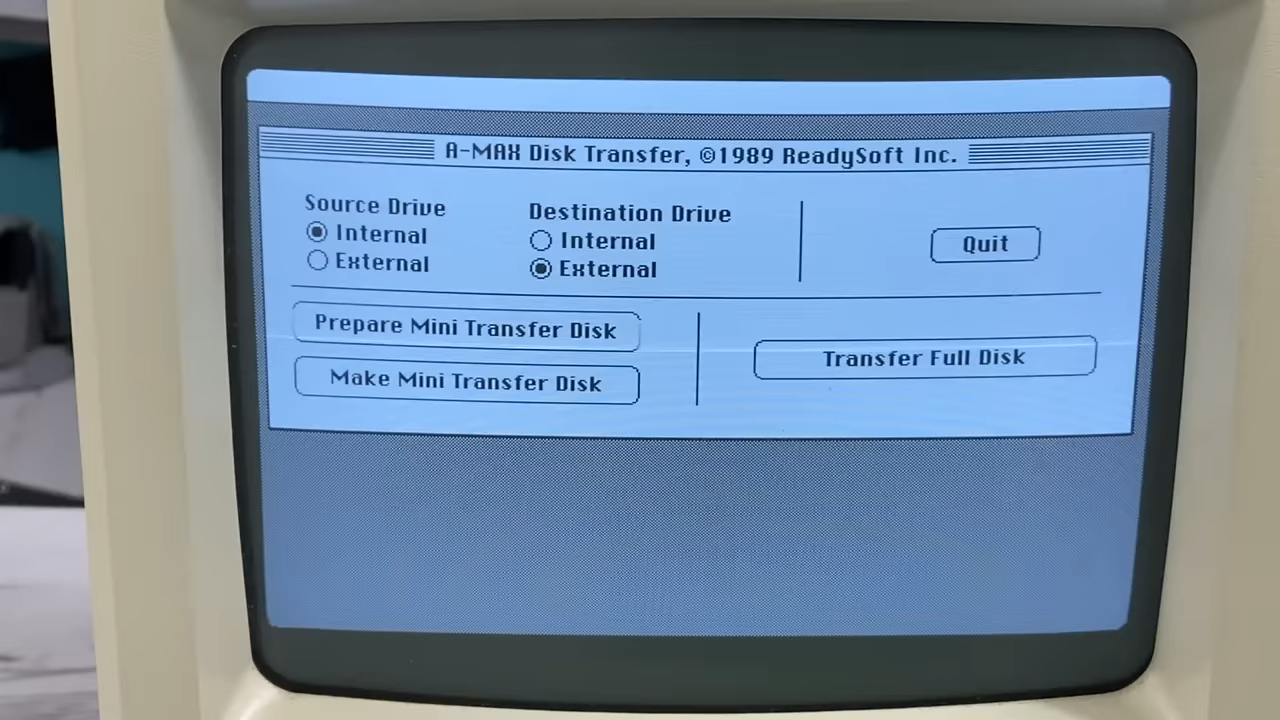 A-MAX Disk Transfer, ©1989 ReadySoft Inc.
Source Drive
Internal
External
Destination Drive
Internal
External
Quit
Prepare Mini Transfer Disk
Make Mini Transfer Disk
Transfer Full Disk